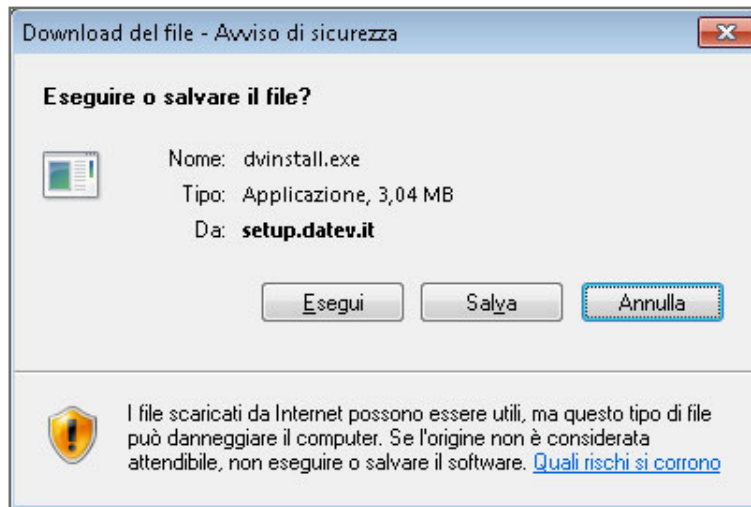 Download del file - Avviso di sicurezza
Eseguire o salvare il file?
Nome: dvinstall.exe
Tipo: Applicazione, 3,04 MB
Da: setup.datev.it
Esegui Salva Annulla
I file scaricati da Internet possono essere utili, ma questo tipo di file
può danneggiare il computer. Se l'origine non è considerata
attendibile, non eseguire o salvare il software. Quali rischi si corrono